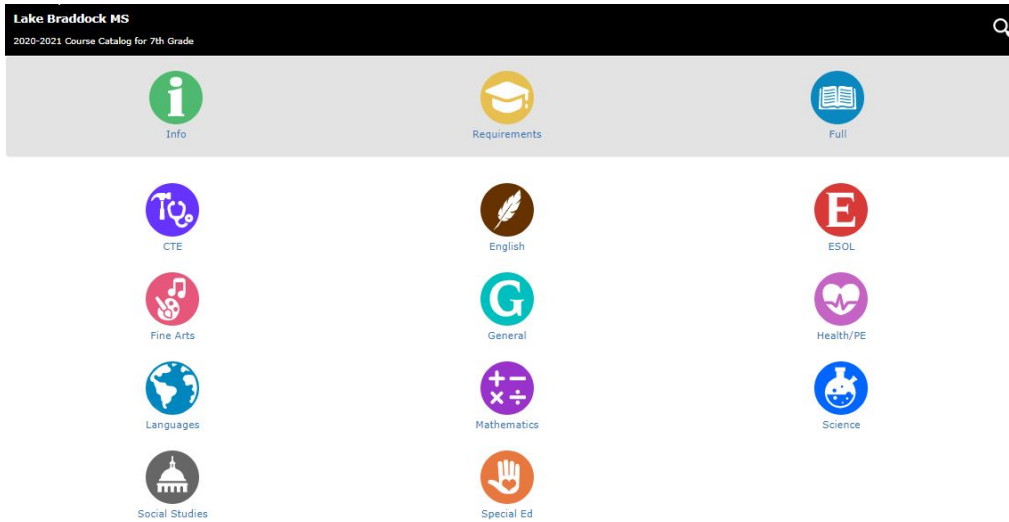 Lake Braddock MS
2020-2021 Course Catalog for 7th Grade
Info
Requirements
Full
CTE
English
E
ESOL
Fine Arts
G
General
Health/PE
Languages
Mathematics
Science
Social Studies
Special Ed